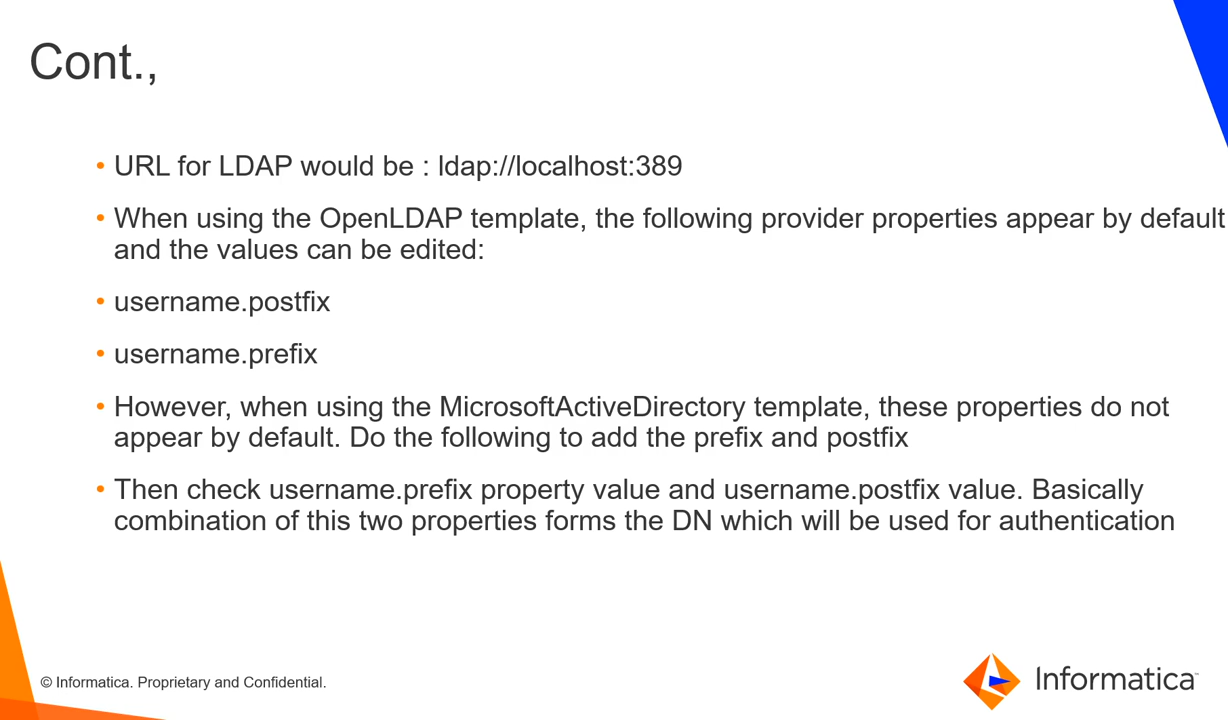 Cont.,
• URL for LDAP would be : ldap://localhost:389
• When using the OpenLDAP template, the following provider properties appear by default
and the values can be edited:
• username.postfix
• username.prefix
• However, when using the MicrosoftActiveDirectory template, these properties do not
appear by default. Do the following to add the prefix and postfix
• Then check username.prefix property value and username.postfix value. Basically
combination of this two properties forms the DN which will be used for authentication
© Informatica. Proprietary and Confidential.
Informatica™